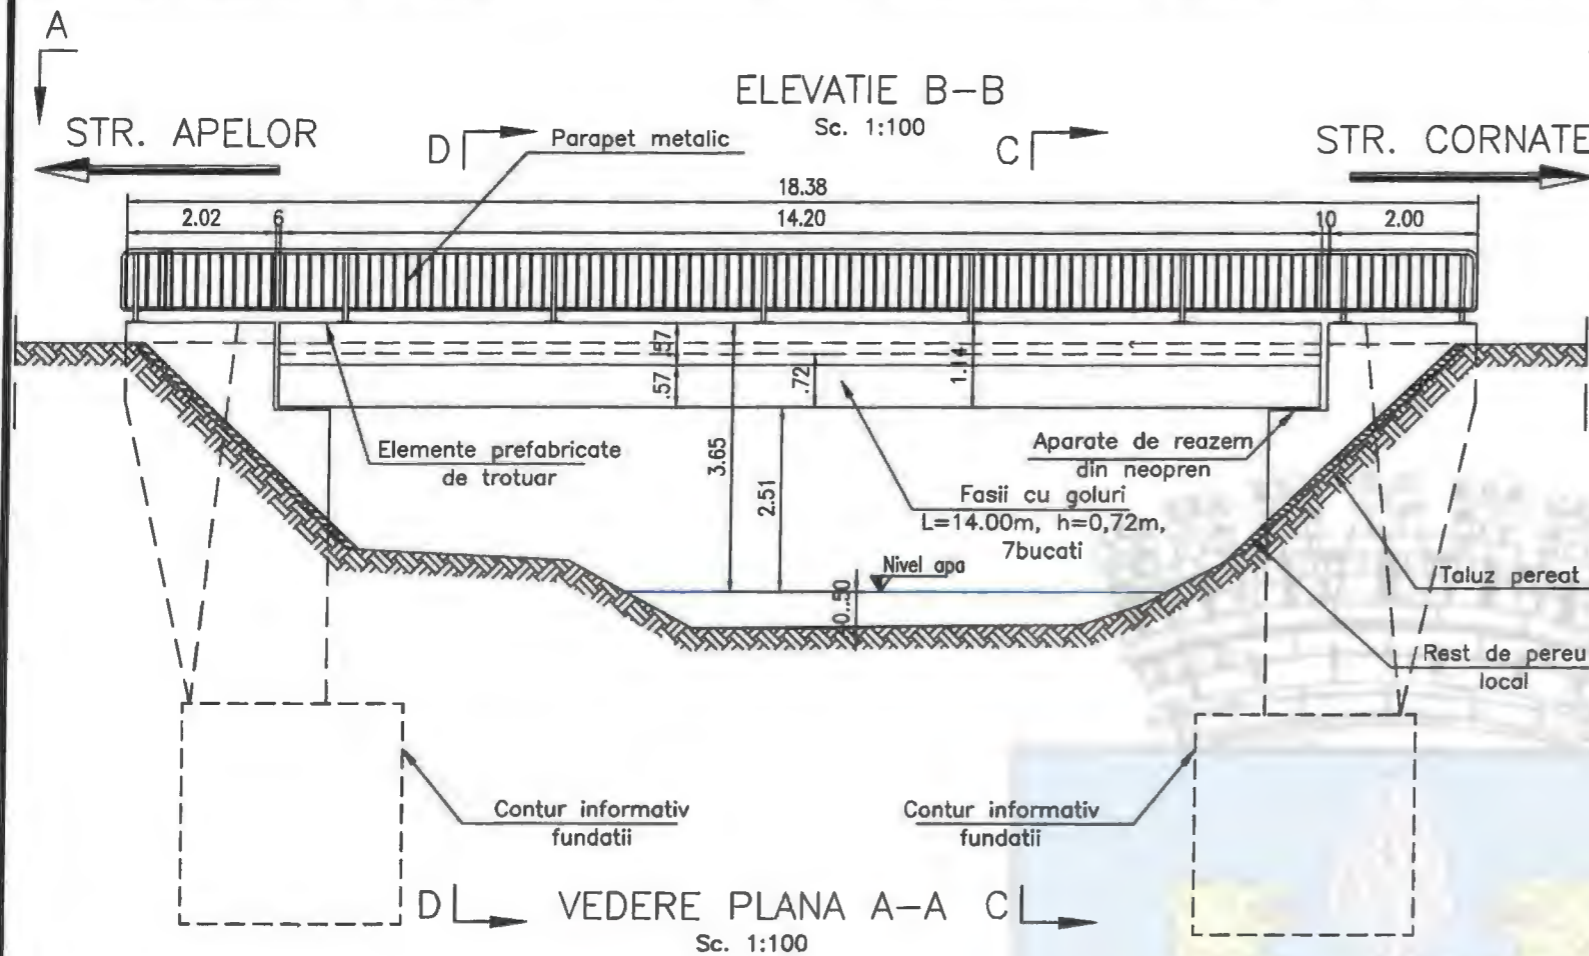 A
ELEVATIE B-B
Sc. 1:100
STR. APELOR
D
Parapet metalic
C
STR. CORNATE
18.38
2.02
6
14.20
10
2.00
.57
.57
.72
1.14
3.65
2.51
Elemente prefabricate
de trotuar
Aparate de reazem
din neopren
Fasii cu goluri
L=14.00m, h=0,72m,
7bucati
Nivel apa
Taluz pereat
Rest de pereu
local
Contur informativ
fundatii
Contur informativ
fundatii
D
VEDERE PLANA A-A
C
Sc. 1:100